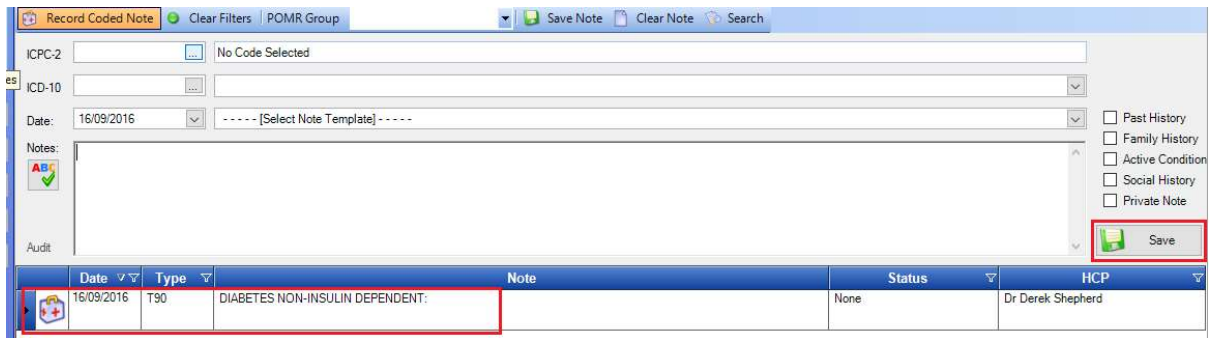 Record Coded Note Clear Filters POMR Group Save Note Clear Note Search
ICPC-2 ... No Code Selected
es
ICD-10 ...
Date: 16/09/2016 - - - - - [Select Note Template] - - - - -
Past History
Notes:
Family History
ABC
Active Condition
Social History
Private Note
Audit
Save
Date Type Note Status HCP
16/09/2016 T90 DIABETES NON-INSULIN DEPENDENT: None Dr Derek Shepherd